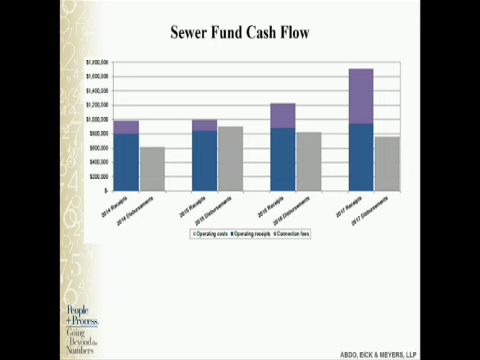 Sewer Fund Cash Flow
$1,800,000
$1,600,000
$1,400,000
$1,200,000
$1,000,000
$800,000
$600,000
$400,000
$200,000
$-
2014 Receipts
2014 Disbursements
2015 Receipts
2015 Disbursements
2016 Receipts
2016 Disbursements
2017 Receipts
2017 Disbursements
Operating costs
Operating receipts
Connection fees
People
+Process.
Going
Beyond the
Numbers
ABDO, EICK & MEYERS, LLP